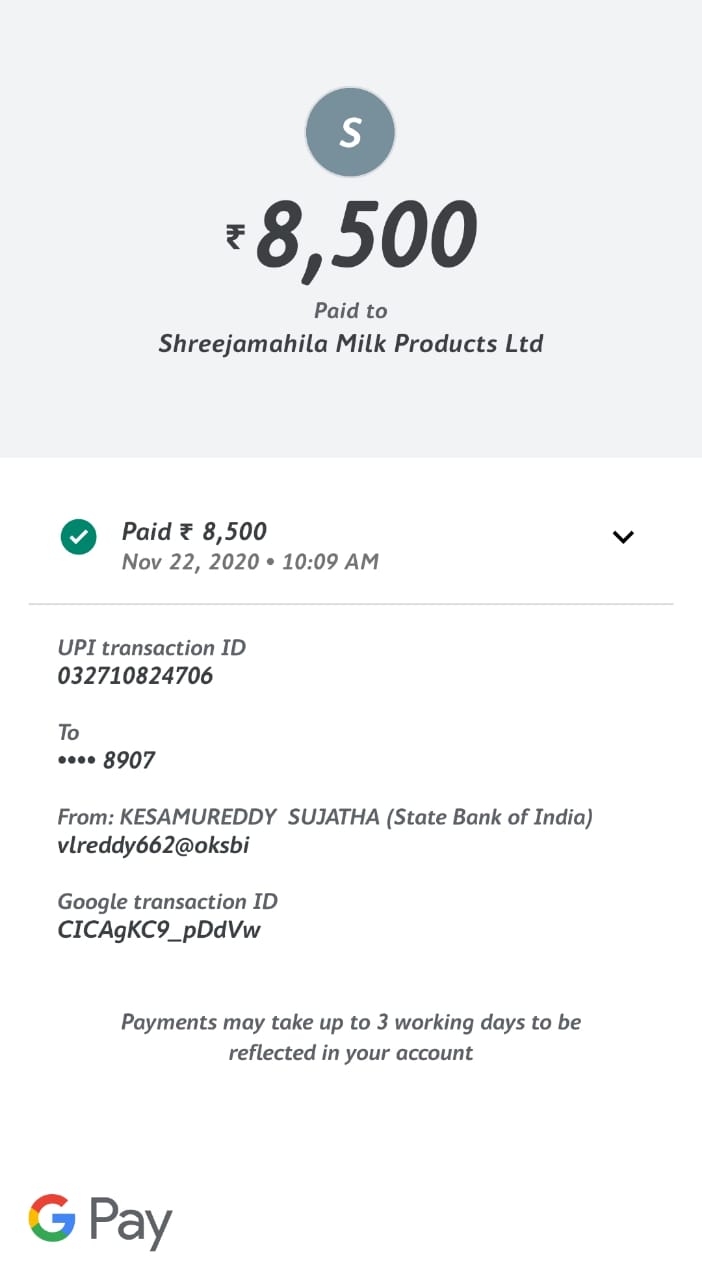 S
₹8,500
Paid to
Shreejamahila Milk Products Ltd
Paid ₹ 8,500
Nov 22, 2020 • 10:09 AM
UPI transaction ID
032710824706
To
•••• 8907
From: KESAMUREDDY  SUJATHA (State Bank of India)
vlreddy662@oksbi
Google transaction ID
CICAgKC9_pDdVw
Payments may take up to 3 working days to be
reflected in your account
G Pay